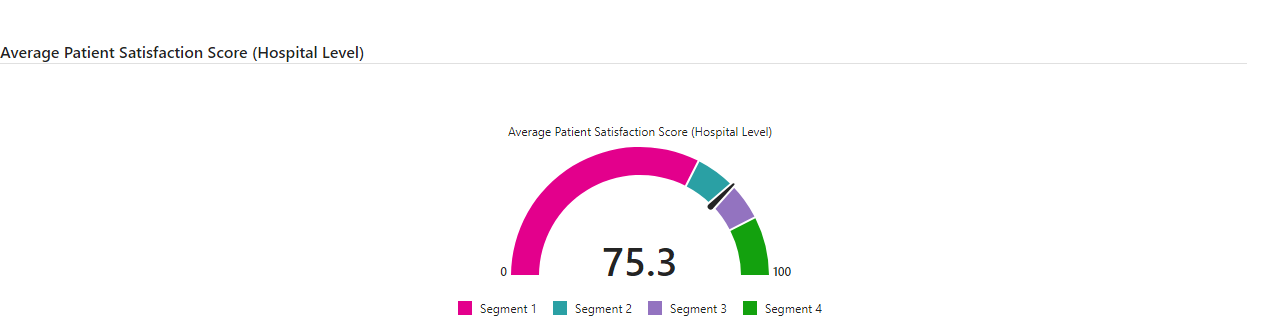 Average Patient Satisfaction Score (Hospital Level)
Average Patient Satisfaction Score (Hospital Level)
75.3
0 100
Segment 1 Segment 2 Segment 3 Segment 4